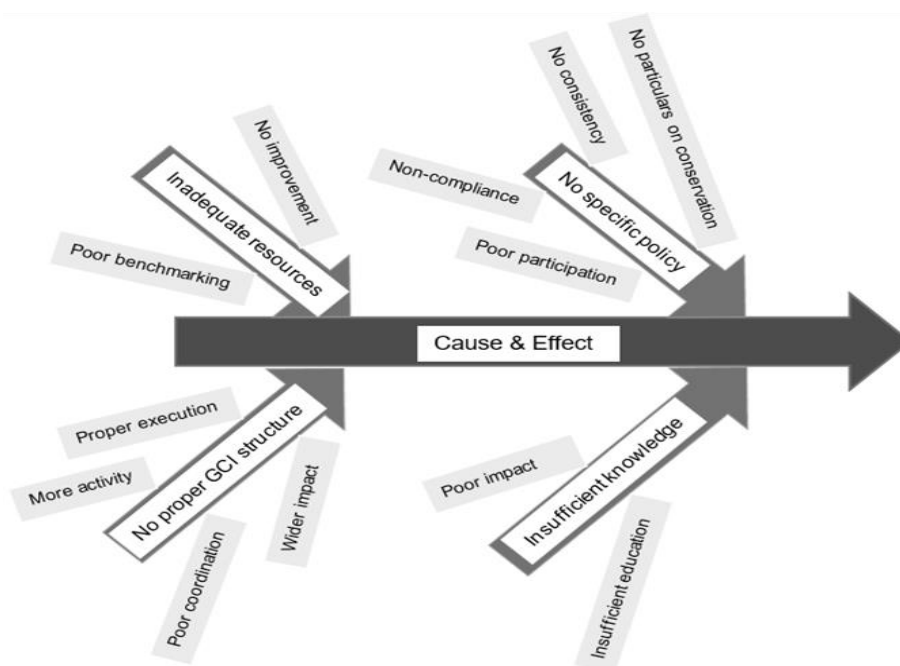 No improvement
Inadequate resources
Poor benchmarking
No consistency
No particulars on conservation
Non-compliance
No specific policy
Poor participation
Cause & Effect
Proper execution
More activity
No proper GCI structure
Wider impact
Poor coordination
Poor impact
Insufficient knowledge
Insufficient education